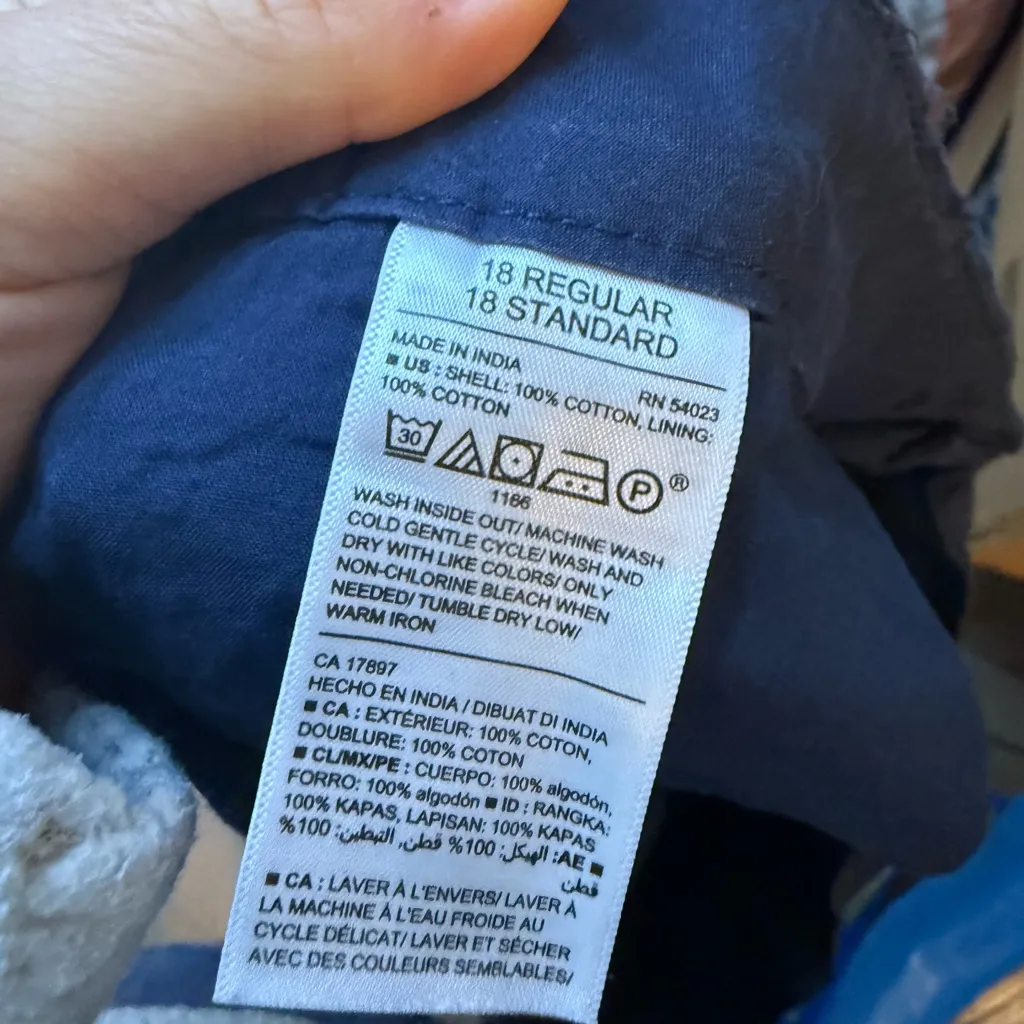 18 REGULAR
18 STANDARD
MADE IN INDIA RN 54023
■ US : SHELL: 100% COTTON, LINING:
100% COTTON
30 P ®
1166
WASH INSIDE OUT/ MACHINE WASH
COLD GENTLE CYCLE/ WASH AND
DRY WITH LIKE COLORS/ ONLY
NON-CHLORINE BLEACH WHEN
NEEDED/ TUMBLE DRY LOW/
WARM IRON
CA 17897
HECHO EN INDIA / DIBUAT DI INDIA
■ CA : EXTÉRIEUR: 100% COTON,
DOUBLURE: 100% COTON
■ CL/MX/PE : CUERPO: 100% algodón,
FORRO: 100% algodón ■ ID : RANGKA:
100% KAPAS, LAPISAN: 100% KAPAS
■ AE: الهيكل: 100% قطن, التبطين: 100%
قطن
■ CA : LAVER À L'ENVERS/ LAVER À
LA MACHINE À L'EAU FROIDE AU
CYCLE DÉLICAT/ LAVER ET SÉCHER
AVEC DES COULEURS SEMBLABLES/